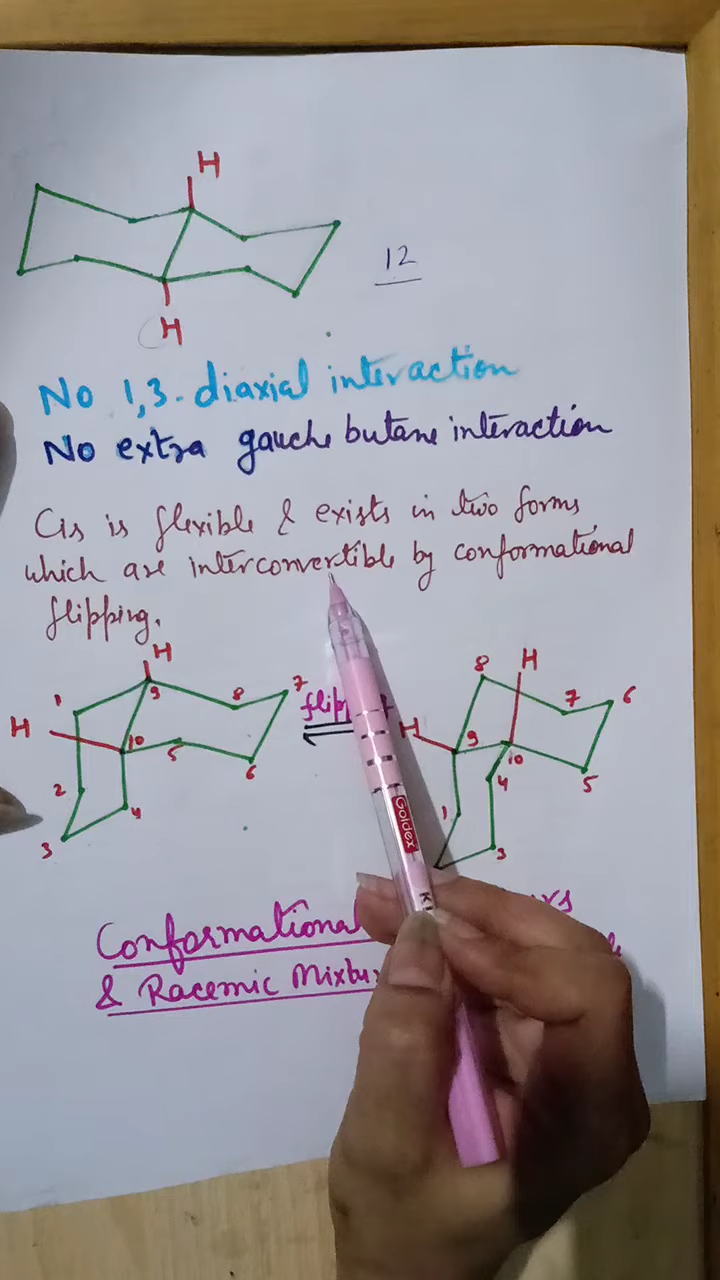 H
12
H
No 1,3-diaxial interaction
No extra gauche butane interaction
Cis is flexible & exists in two forms
which are interconvertible by conformational
flipping.
H
1
9
8
7
H
10
5
6
2
4
3
H
8
7
6
H
9
10
4
5
1
3
Goldex
Conformational
& Racemic